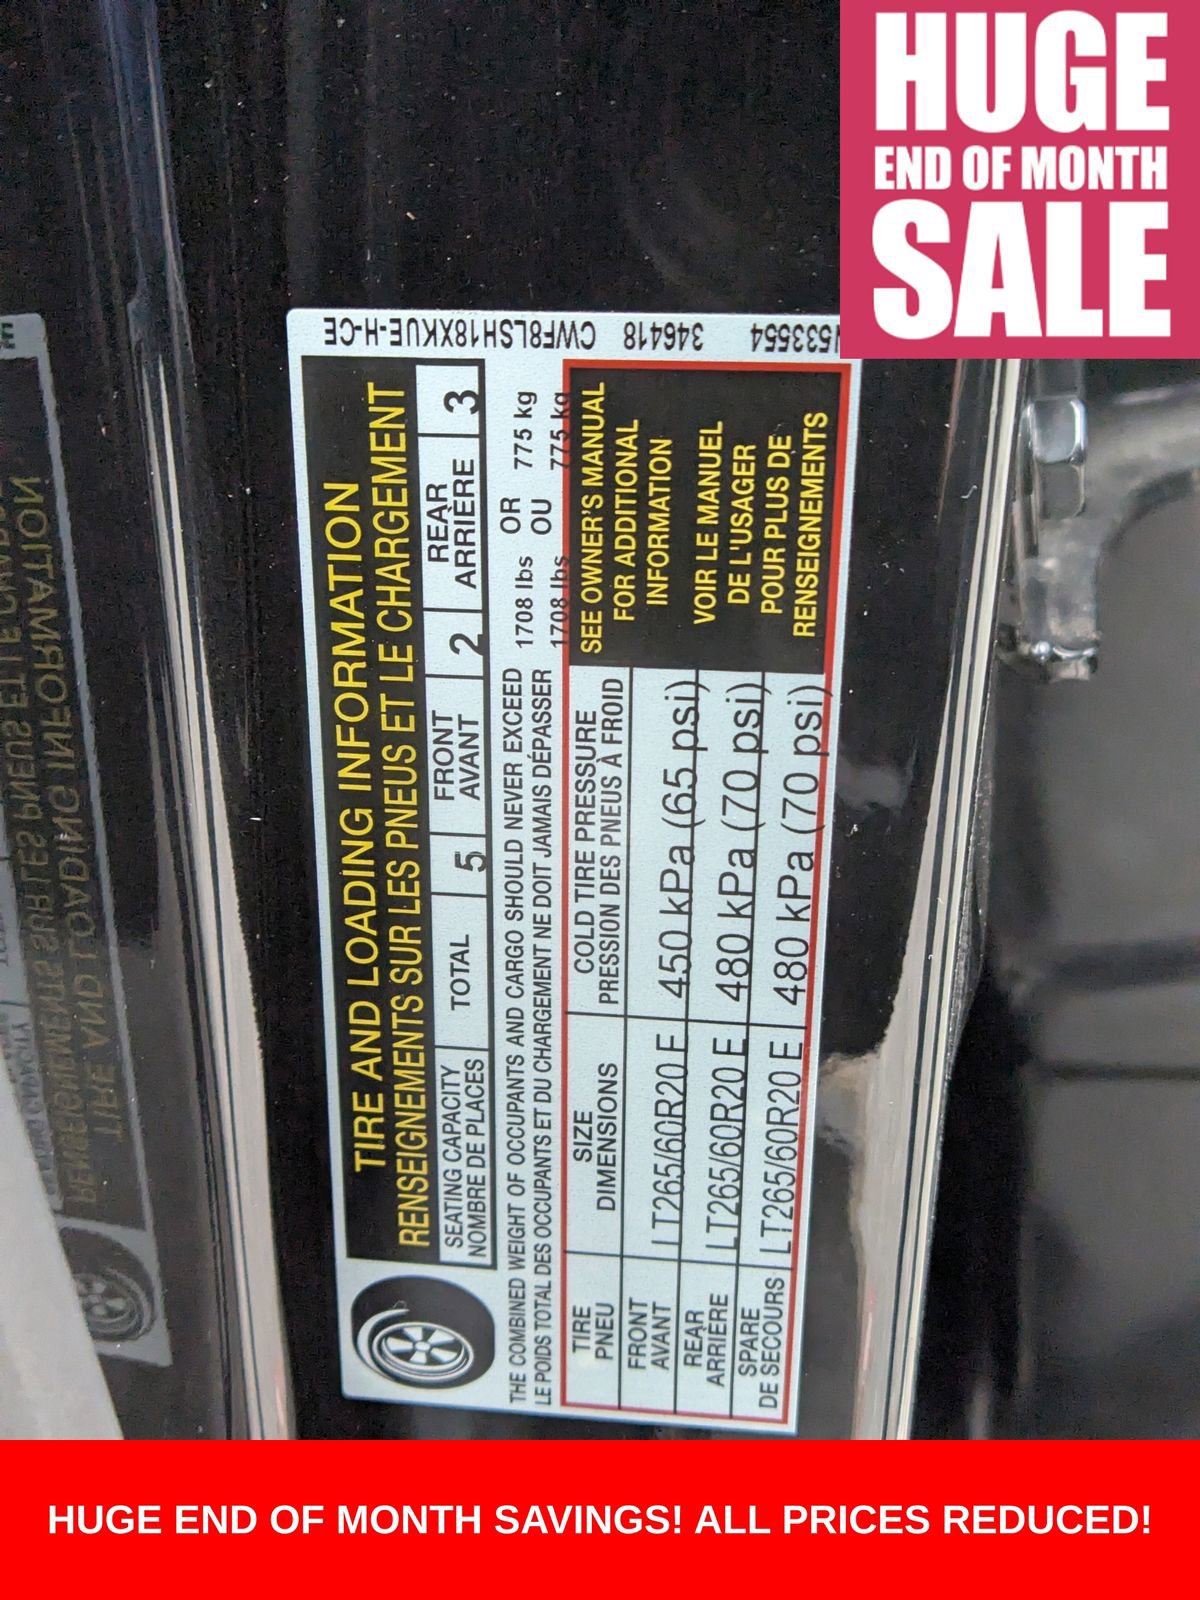 HUGE
END OF MONTH
SALE
CWF8LSH18XKUE-H-CE
346418
TIRE AND LOADING INFORMATION
RENSEIGNEMENTS SUR LES PNEUS ET LE CHARGEMENT
SEATING CAPACITY
NOMBRE DE PLACES
TOTAL 5
FRONT
AVANT 2
REAR
ARRIÈRE 3
THE COMBINED WEIGHT OF OCCUPANTS AND CARGO SHOULD NEVER EXCEED 1708 lbs OR 775 kg
LE POIDS TOTAL DES OCCUPANTS ET DU CHARGEMENT NE DOIT JAMAIS DÉPASSER 1708 lbs OU 775 kg
TIRE
PNEU
SIZE
DIMENSIONS
COLD TIRE PRESSURE
PRESSION DES PNEUS À FROID
FRONT
AVANT
LT265/60R20 E 450 kPa (65 psi)
REAR
ARRIÈRE
LT265/60R20 E 480 kPa (70 psi)
SPARE
DE SECOURS
LT265/60R20 E 480 kPa (70 psi)
SEE OWNER'S MANUAL
FOR ADDITIONAL
INFORMATION
VOIR LE MANUEL
DE L'USAGER
POUR PLUS DE
RENSEIGNEMENTS
HUGE END OF MONTH SAVINGS! ALL PRICES REDUCED!